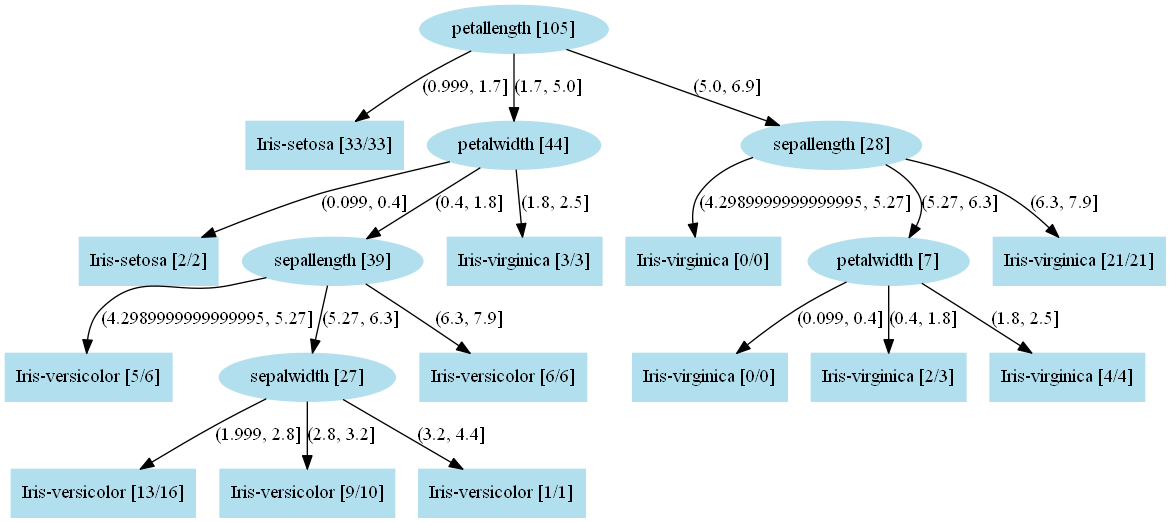 petallength [105]
(0.999, 1.7]
(1.7, 5.0]
(5.0, 6.9]
Iris-setosa [33/33]
petalwidth [44]
sepallength [28]
(0.099, 0.4]
(0.4, 1.8]
(1.8, 2.5]
(4.2989999999999995, 5.27]
(5.27, 6.3]
(6.3, 7.9]
Iris-setosa [2/2]
sepallength [39]
Iris-virginica [3/3]
Iris-virginica [0/0]
petalwidth [7]
Iris-virginica [21/21]
(4.2989999999999995, 5.27]
(5.27, 6.3]
(6.3, 7.9]
(0.099, 0.4]
(0.4, 1.8]
(1.8, 2.5]
Iris-versicolor [5/6]
sepalwidth [27]
Iris-versicolor [6/6]
Iris-virginica [0/0]
Iris-virginica [2/3]
Iris-virginica [4/4]
(1.999, 2.8]
(2.8, 3.2]
(3.2, 4.4]
Iris-versicolor [13/16]
Iris-versicolor [9/10]
Iris-versicolor [1/1]